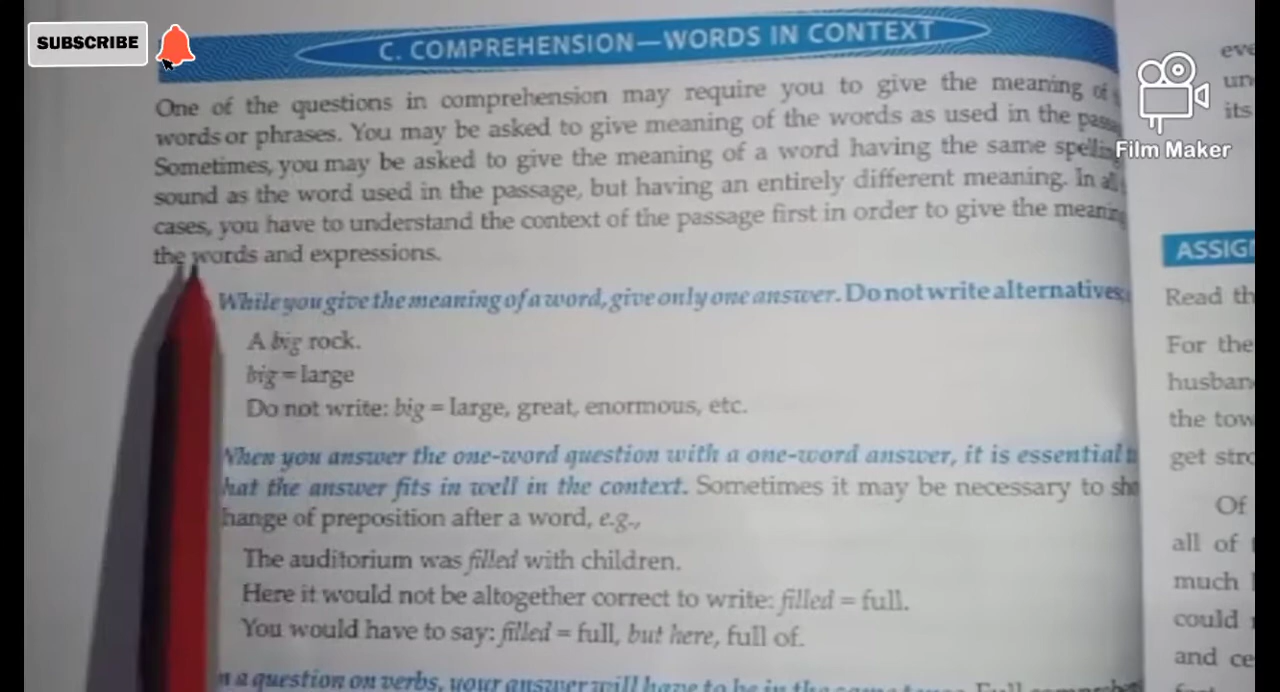 SUBSCRIBE
C. COMPREHENSION—WORDS IN CONTEXT
One of the questions in comprehension may require you to give the meaning of
words or phrases. You may be asked to give meaning of the words as used in the
Sometimes, you may be asked to give the meaning of a word having the same
sound as the word used in the passage, but having an entirely different meaning. In
cases, you have to understand the context of the passage first in order to give the
the words and expressions.
While you give the meaning of a word, give only one answer. Do not write alternatives,
A big rock.
big = large
Do not write: big = large, great, enormous, etc.
When you answer the one-word question with a one-word answer, it is essential
hat the answer fits in well in the context. Sometimes it may be necessary to
hange of preposition after a word, e.g.,
The auditorium was filled with children.
Here it would not be altogether correct to write: filled = full.
You would have to say: filled = full, but here, full of.
n a question on verbs, your answer will have to be in the same tense.
Film Maker
eve
un
its
ASSIG
Read th
For the
husban
the tow
get stro
Of
all of
much
could
and ce